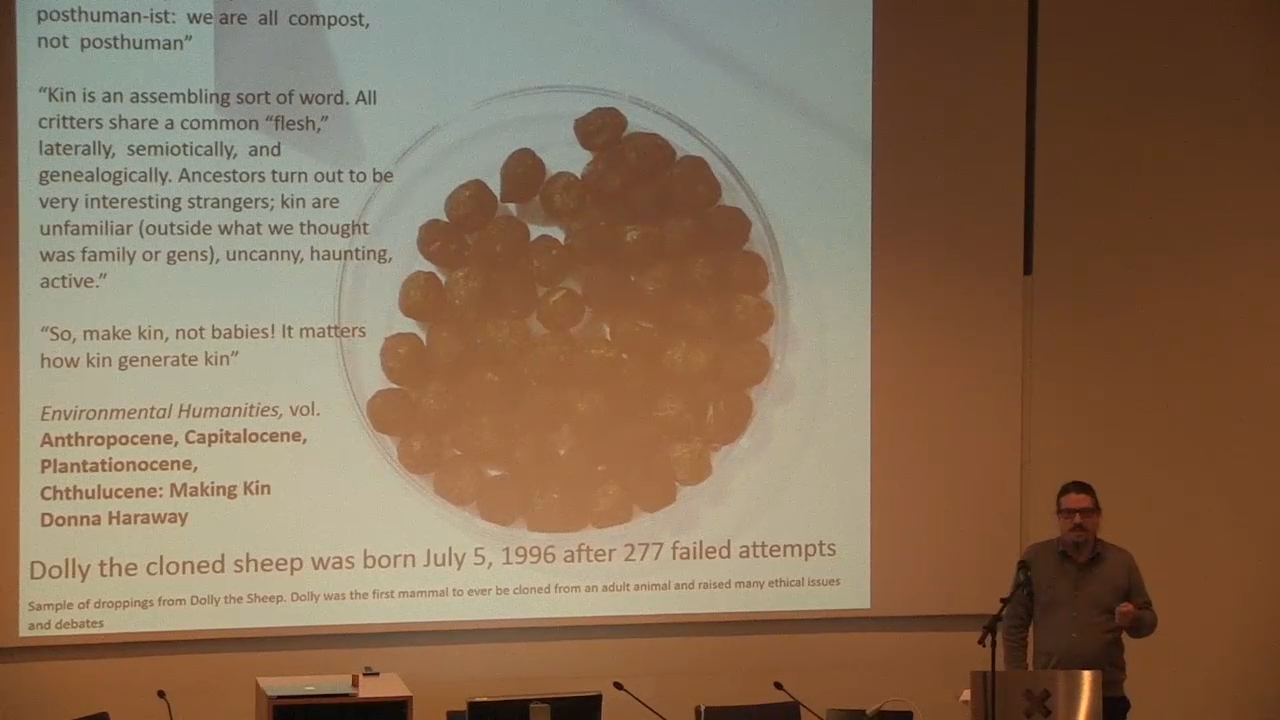 posthuman-ist: we are all compost,
not posthuman”
“Kin is an assembling sort of word. All
critters share a common “flesh,”
laterally, semiotically, and
genealogically. Ancestors turn out to be
very interesting strangers; kin are
unfamiliar (outside what we thought
was family or gens), uncanny, haunting,
active.”
“So, make kin, not babies! It matters
how kin generate kin”
Environmental Humanities, vol.
Anthropocene, Capitalocene,
Plantationocene,
Chthulucene: Making Kin
Donna Haraway
Dolly the cloned sheep was born July 5, 1996 after 277 failed attempts
Sample of droppings from Dolly the Sheep. Dolly was the first mammal to ever be cloned from an adult animal and raised many ethical issues
and debates